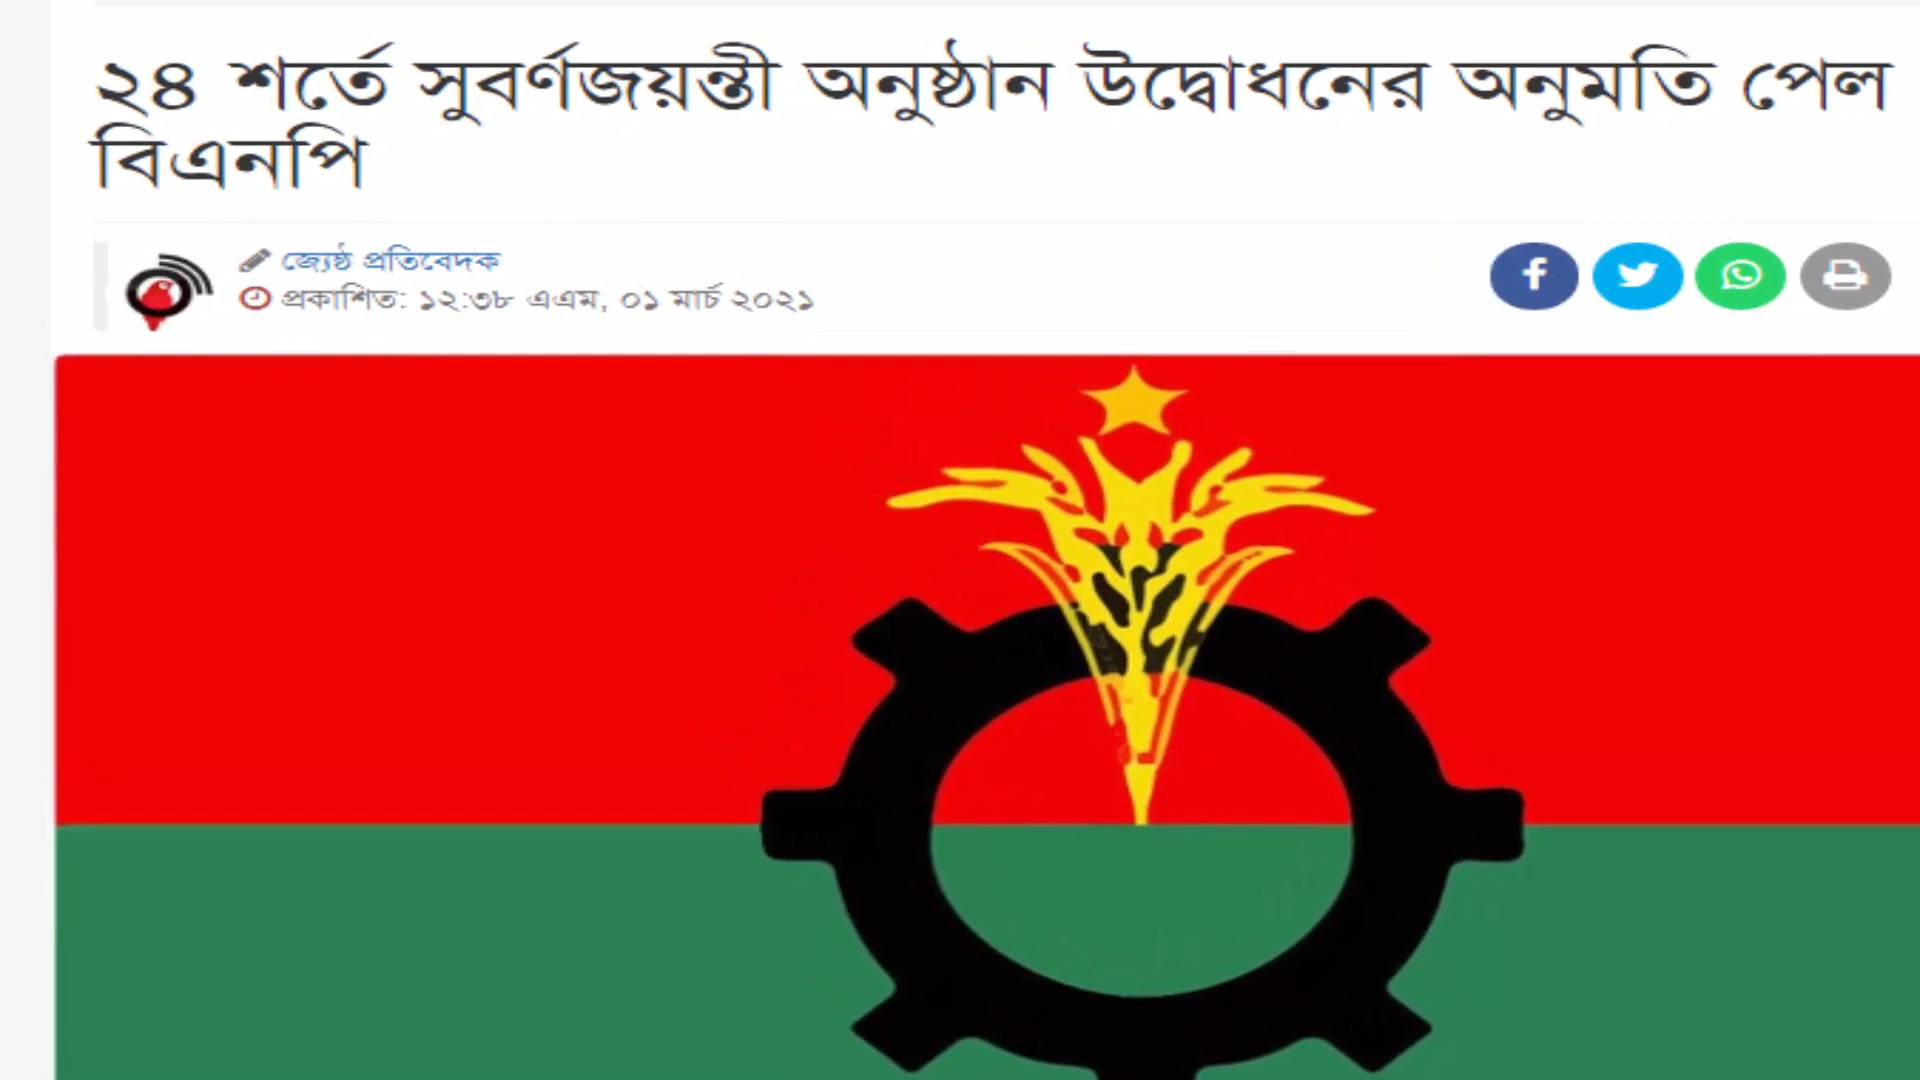 ২৪ শর্তে সুবর্ণজয়ন্তী অনুষ্ঠান উদ্বোধনের অনুমতি পেল
বিএনপি
জ্যেষ্ঠ প্রতিবেদক
প্রকাশিত: ১২:৩৮ এএম, ০১ মার্চ ২০২১